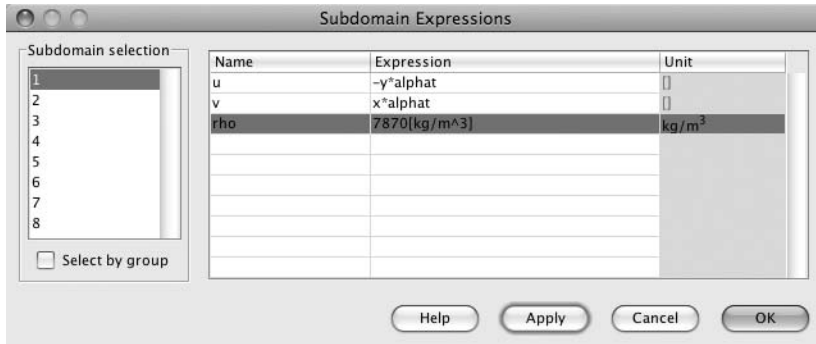 Subdomain Expressions
Subdomain selection
1
2
3
4
5
6
7
8
Select by group
Name Expression Unit
u -y*alphat []
v x*alphat []
rho 7870[kg/m^3] kg/m³
Help Apply Cancel OK